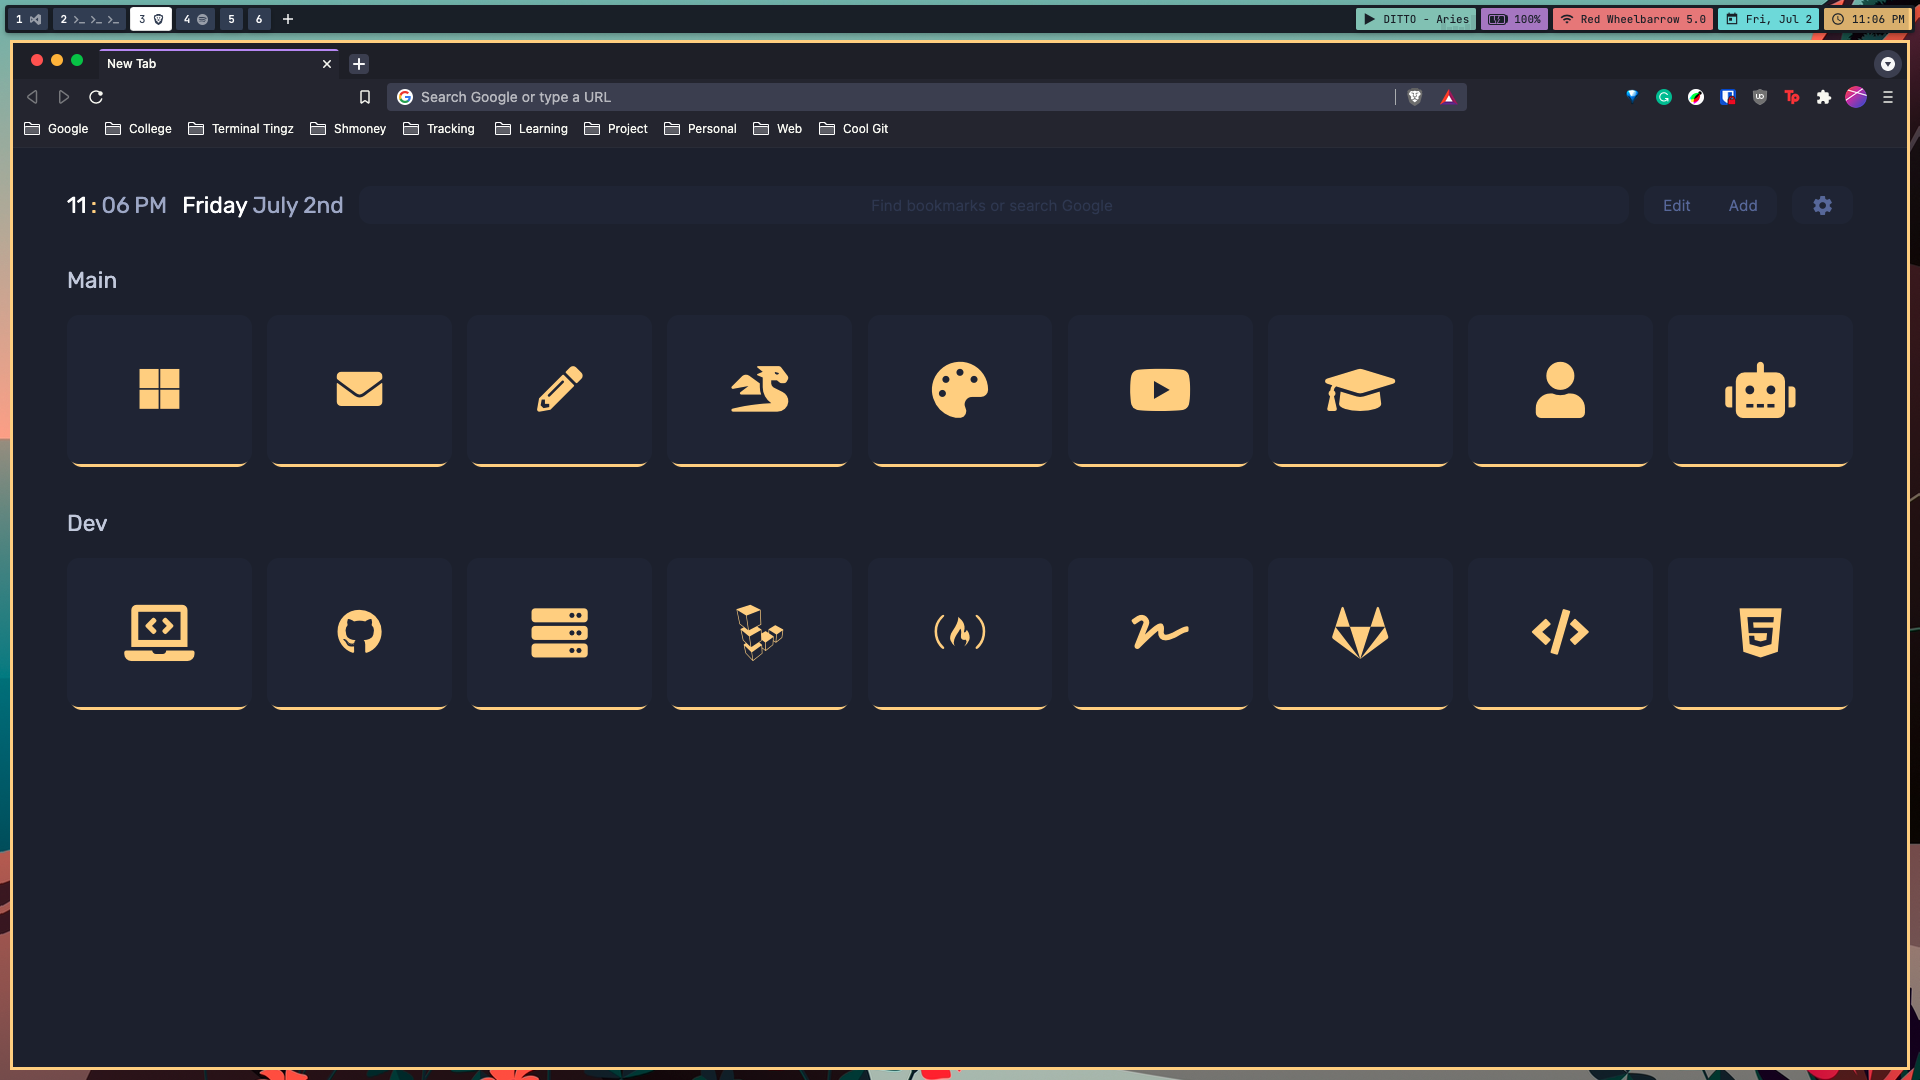 1 2 3 4 5 6 + DITTO - Aries 100% Red Wheelbarrow 5.0 Fri, Jul 2 11:06 PM
New Tab
Search Google or type a URL
Google College Terminal Tingz Shmoney Tracking Learning Project Personal Web Cool Git
11 : 06 PM Friday July 2nd Find bookmarks or search Google Edit Add
Main
Dev